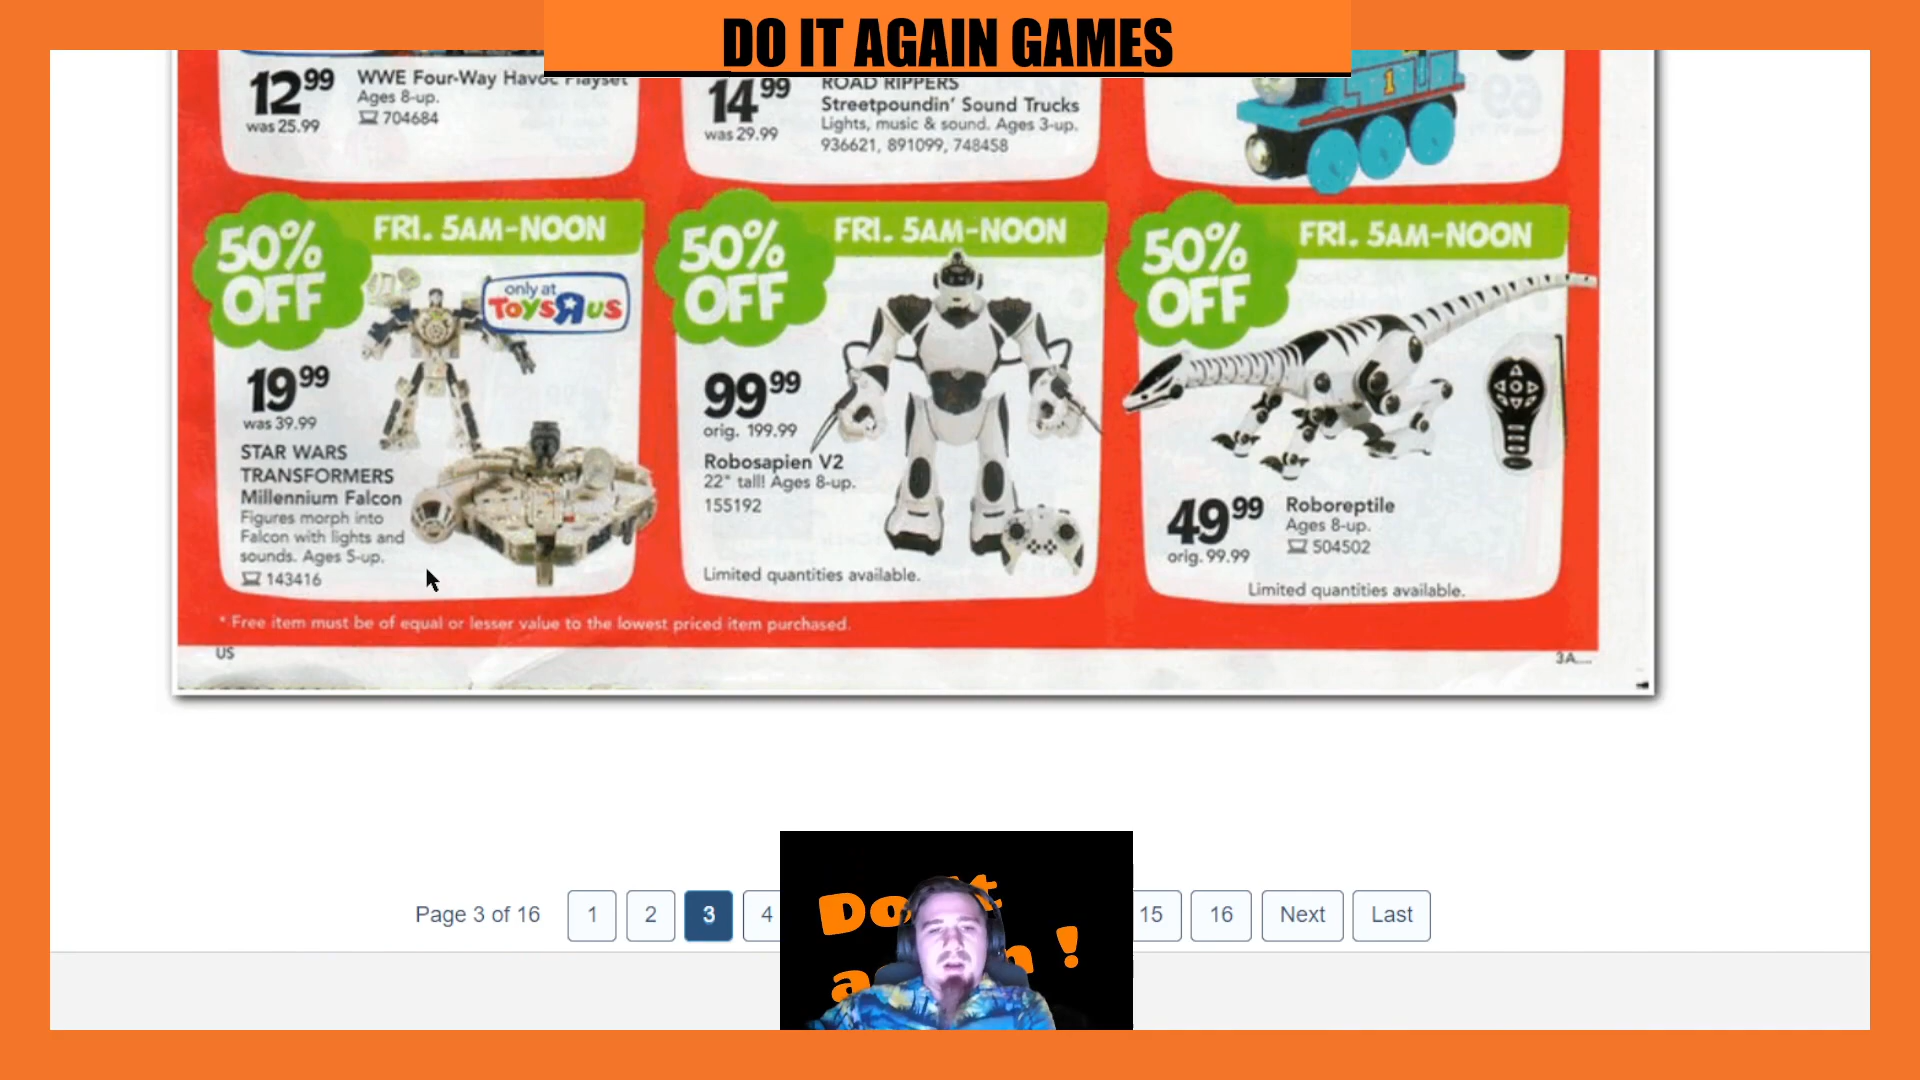 DO IT AGAIN GAMES
12.99
was 25.99
WWE Four-Way Havoc Playset
Ages 8-up.
704684
14.99
was 29.99
ROAD RIPPERS
Streetpoundin' Sound Trucks
Lights, music & sound. Ages 3-up.
936621, 891099, 748458
1
50%
OFF
FRI. 5AM-NOON
only at
TOYSRUS
19.99
was 39.99
STAR WARS
TRANSFORMERS
Millennium Falcon
Figures morph into
Falcon with lights and
sounds. Ages 5-up.
143416
50%
OFF
FRI. 5AM-NOON
99.99
orig. 199.99
Robosapien V2
22" tall! Ages 8-up.
155192
Limited quantities available.
50%
OFF
FRI. 5AM-NOON
49.99
orig. 99.99
Roboreptile
Ages 8-up.
504502
Limited quantities available.
* Free item must be of equal or lesser value to the lowest priced item purchased.
US
3A
Page 3 of 16
1 2 3 4 15 16 Next Last
Do it
again!